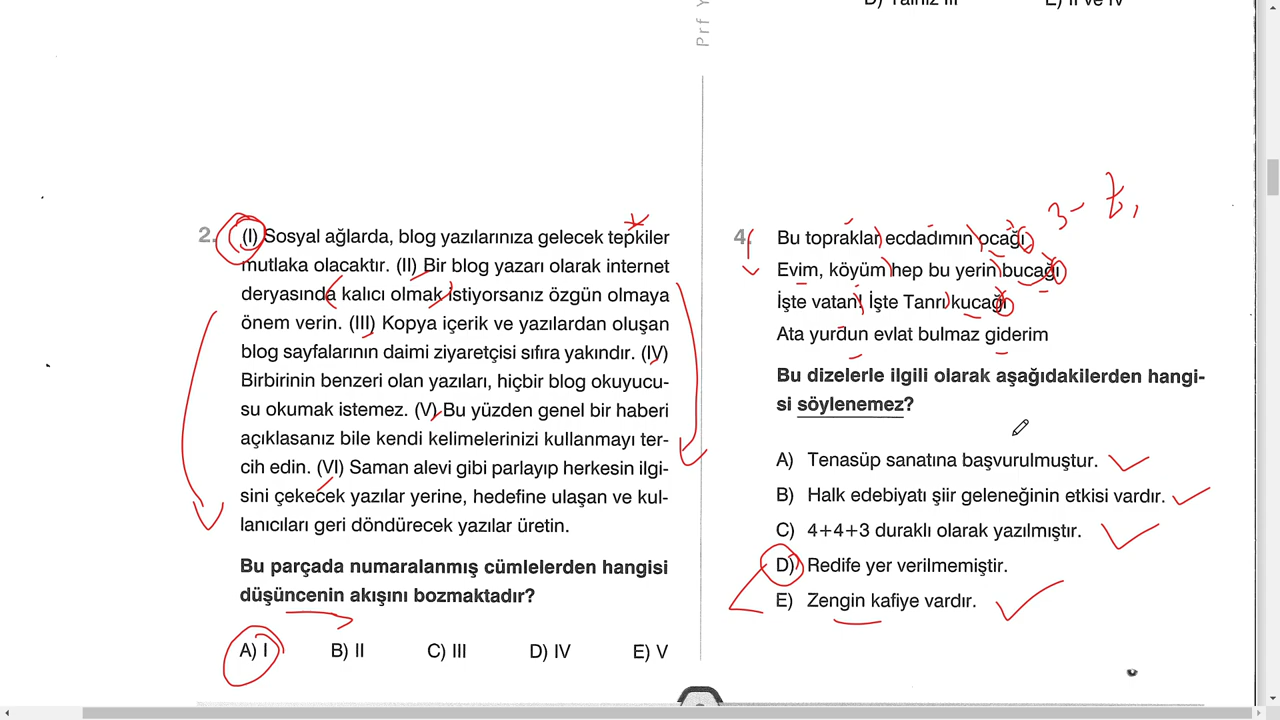 D) Yalnız III E) II ve IV
Prf Y
2. (I) Sosyal ağlarda, blog yazılarınıza gelecek tepkiler
mutlaka olacaktır. (II) Bir blog yazarı olarak internet
deryasında kalıcı olmak istiyorsanız özgün olmaya
önem verin. (III) Kopya içerik ve yazılardan oluşan
blog sayfalarının daimi ziyaretçisi sıfıra yakındır. (IV)
Birbirinin benzeri olan yazıları, hiçbir blog okuyucu-
su okumak istemez. (V) Bu yüzden genel bir haberi
açıklasanız bile kendi kelimelerinizi kullanmayı ter-
cih edin. (VI) Saman alevi gibi parlayıp herkesin ilgi-
sini çekecek yazılar yerine, hedefine ulaşan ve kul-
lanıcıları geri döndürecek yazılar üretin.
Bu parçada numaralanmış cümlelerden hangisi
düşüncenin akışını bozmaktadır?
A) I B) II C) III D) IV E) V
4. Bu topraklar ecdadımın ocağı
Evim, köyüm hep bu yerin bucağı
İşte vatan! İşte Tanrı kucağı
Ata yurdun evlat bulmaz giderim
Bu dizelerle ilgili olarak aşağıdakilerden hangi-
si söylenemez?
A) Tenasüp sanatına başvurulmuştur.
B) Halk edebiyatı şiir geleneğinin etkisi vardır.
C) 4+4+3 duraklı olarak yazılmıştır.
D) Redife yer verilmemiştir.
E) Zengin kafiye vardır.